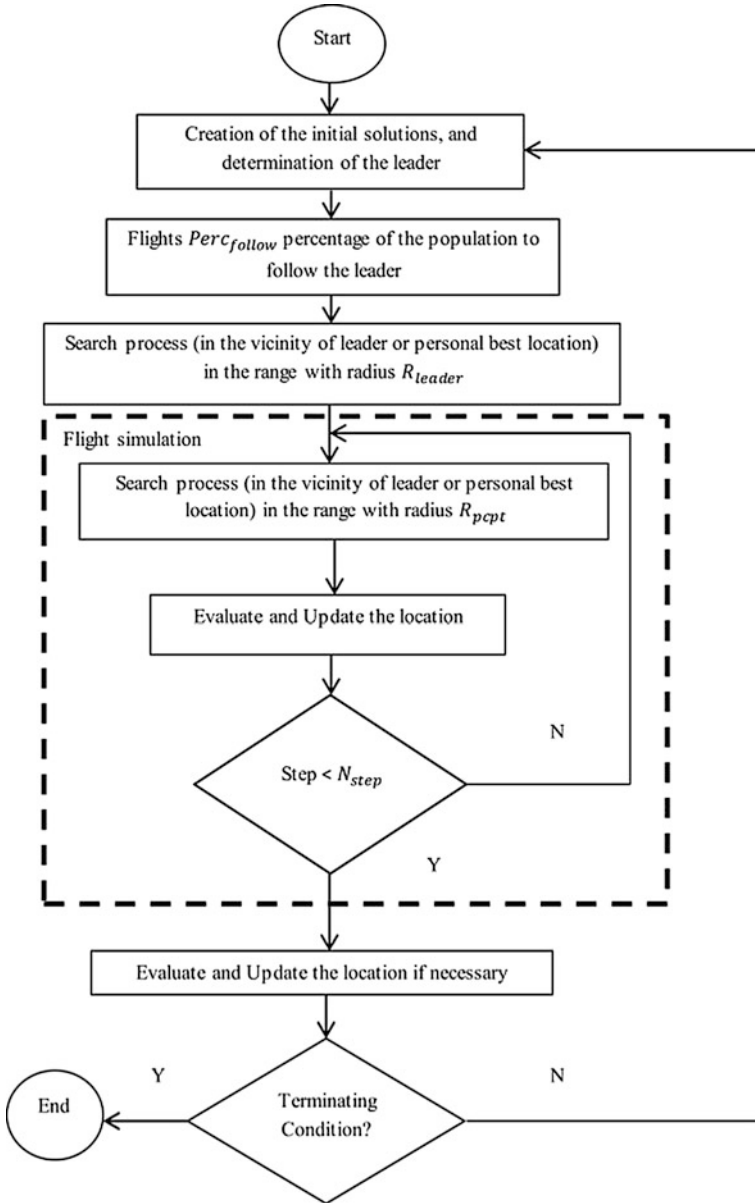 Start
Creation of the initial solutions, and
determination of the leader
Flights Perc_follow percentage of the population to
follow the leader
Search process (in the vicinity of leader or personal best location)
in the range with radius R_leader
Flight simulation
Search process (in the vicinity of leader or personal best
location) in the range with radius R_pcpt
Evaluate and Update the location
N
Step < N_step
Y
Evaluate and Update the location if necessary
Y
N
End
Terminating
Condition?